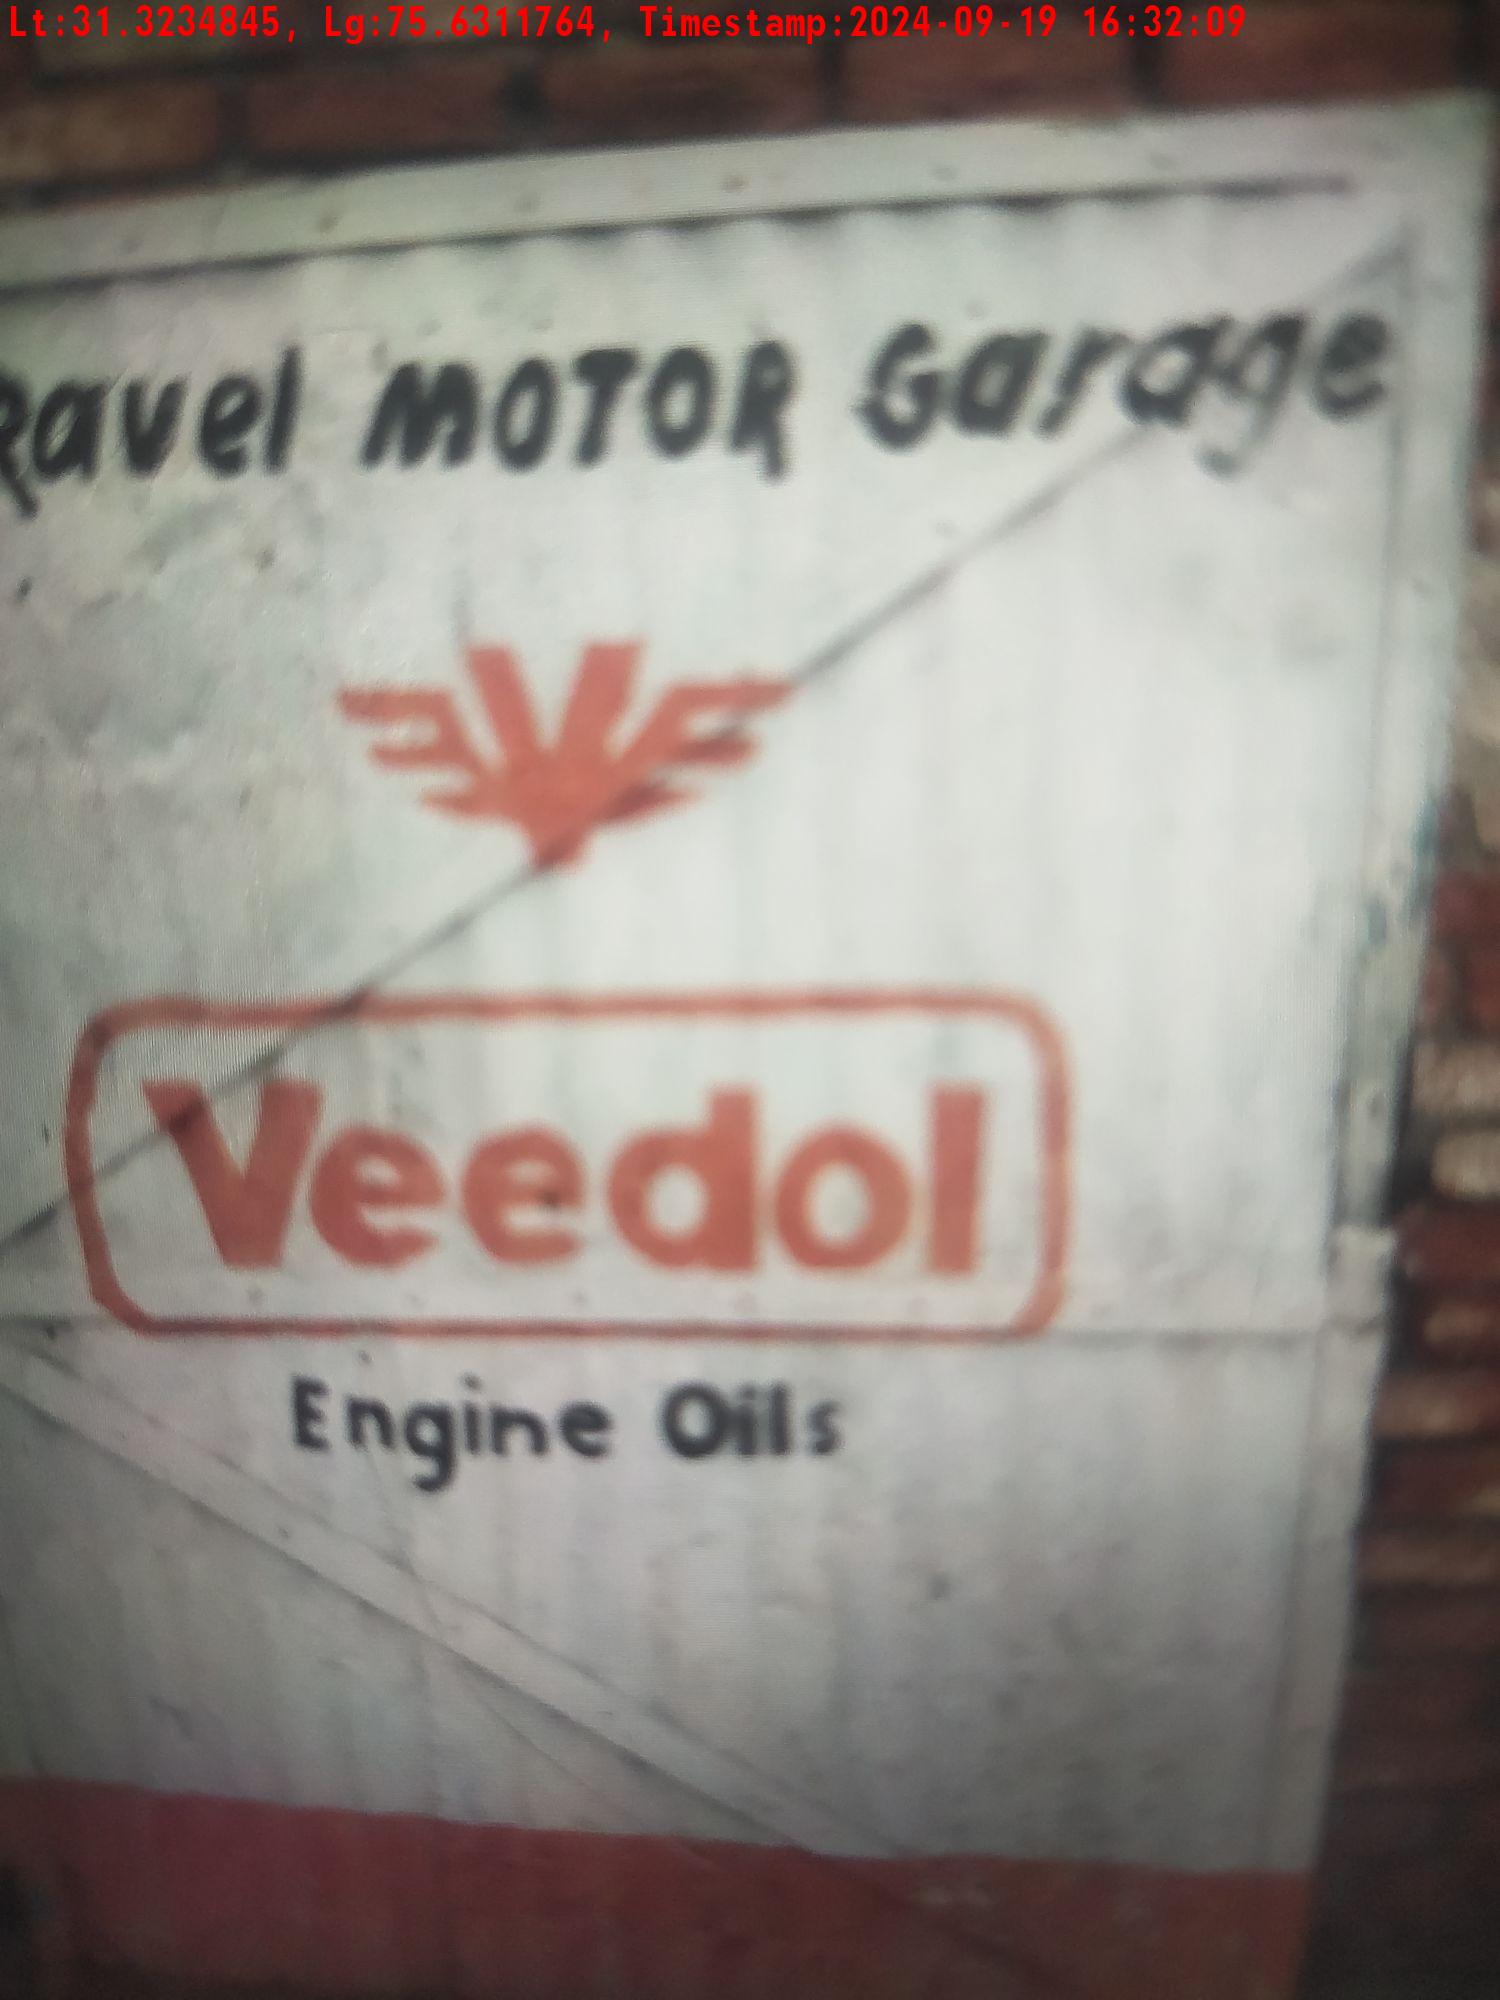 Lt:31.3234845, Lg:75.6311764, Timestamp:2024-09-19 16:32:09
Ravel MOTOR Garage
V
Veedol
Engine Oils